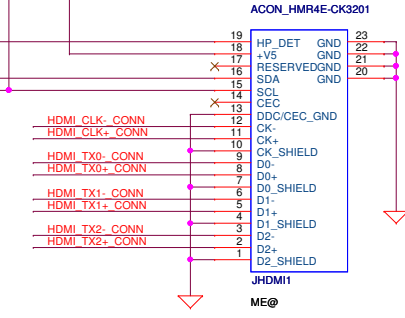 ACON_HMR4E-CK3201
19 HP_DET GND 23
18 +V5 GND 22
17 RESERVED GND 21
16 SDA GND 20
15 SCL
14 CEC
13 DDC/CEC_GND
HDMI_CLK-_CONN 12 CK-
HDMI_CLK+_CONN 11 CK+
10 CK_SHIELD
HDMI_TX0-_CONN 9 D0-
HDMI_TX0+_CONN 8 D0+
7 D0_SHIELD
HDMI_TX1-_CONN 6 D1-
HDMI_TX1+_CONN 5 D1+
4 D1_SHIELD
HDMI_TX2-_CONN 3 D2-
HDMI_TX2+_CONN 2 D2+
1 D2_SHIELD
JHDMI1
ME@